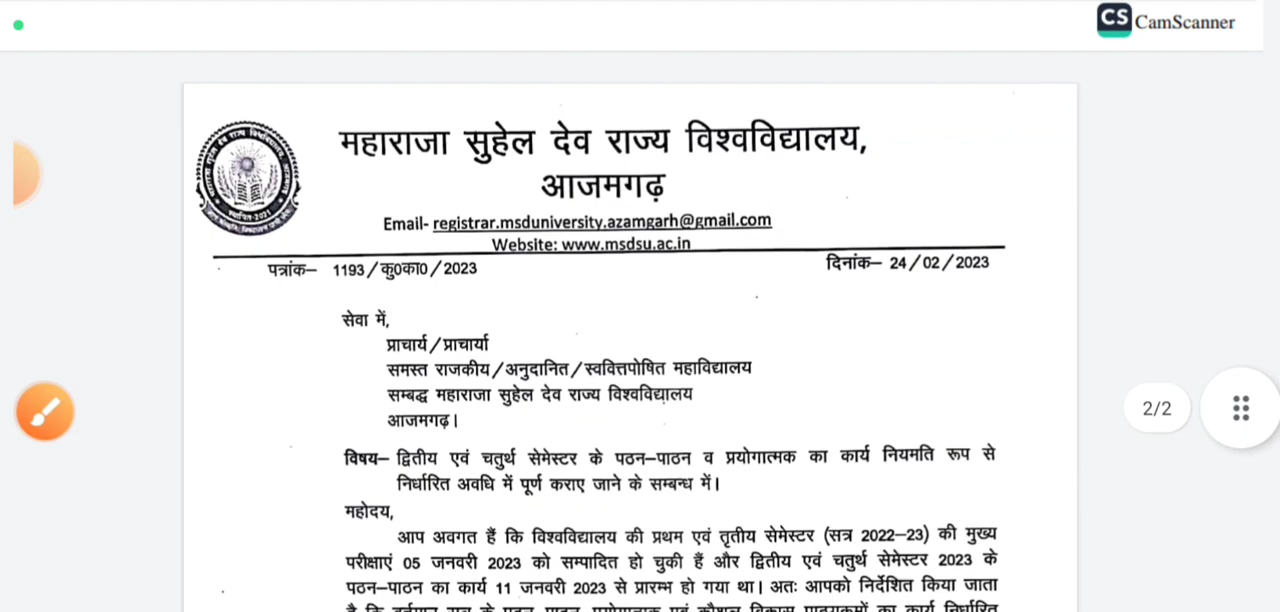 CS CamScanner
महाराजा सुहेल देव राज्य विश्वविद्यालय,
आजमगढ़
Email- registrar.msduniversity.azamgarh@gmail.com
Website: www.msdsu.ac.in
पत्रांक– 1193/कु0का0/2023
दिनांक– 24/02/2023
स्थापित-2021
सेवा में,
प्राचार्य/प्राचार्या
समस्त राजकीय/अनुदानित/स्ववित्तपोषित महाविद्यालय
सम्बद्ध महाराजा सुहेल देव राज्य विश्वविद्यालय
आजमगढ़।
2/2
विषय– द्वितीय एवं चतुर्थ सेमेस्टर के पठन–पाठन व प्रयोगात्मक का कार्य नियमति रूप से
निर्धारित अवधि में पूर्ण कराए जाने के सम्बन्ध में।
महोदय,
आप अवगत हैं कि विश्वविद्यालय की प्रथम एवं तृतीय सेमेस्टर (सत्र 2022–23) की मुख्य
परीक्षाएं 05 जनवरी 2023 को सम्पादित हो चुकी हैं और द्वितीय एवं चतुर्थ सेमेस्टर 2023 के
पठन–पाठन का कार्य 11 जनवरी 2023 से प्रारम्भ हो गया था। अतः आपको निर्देशित किया जाता